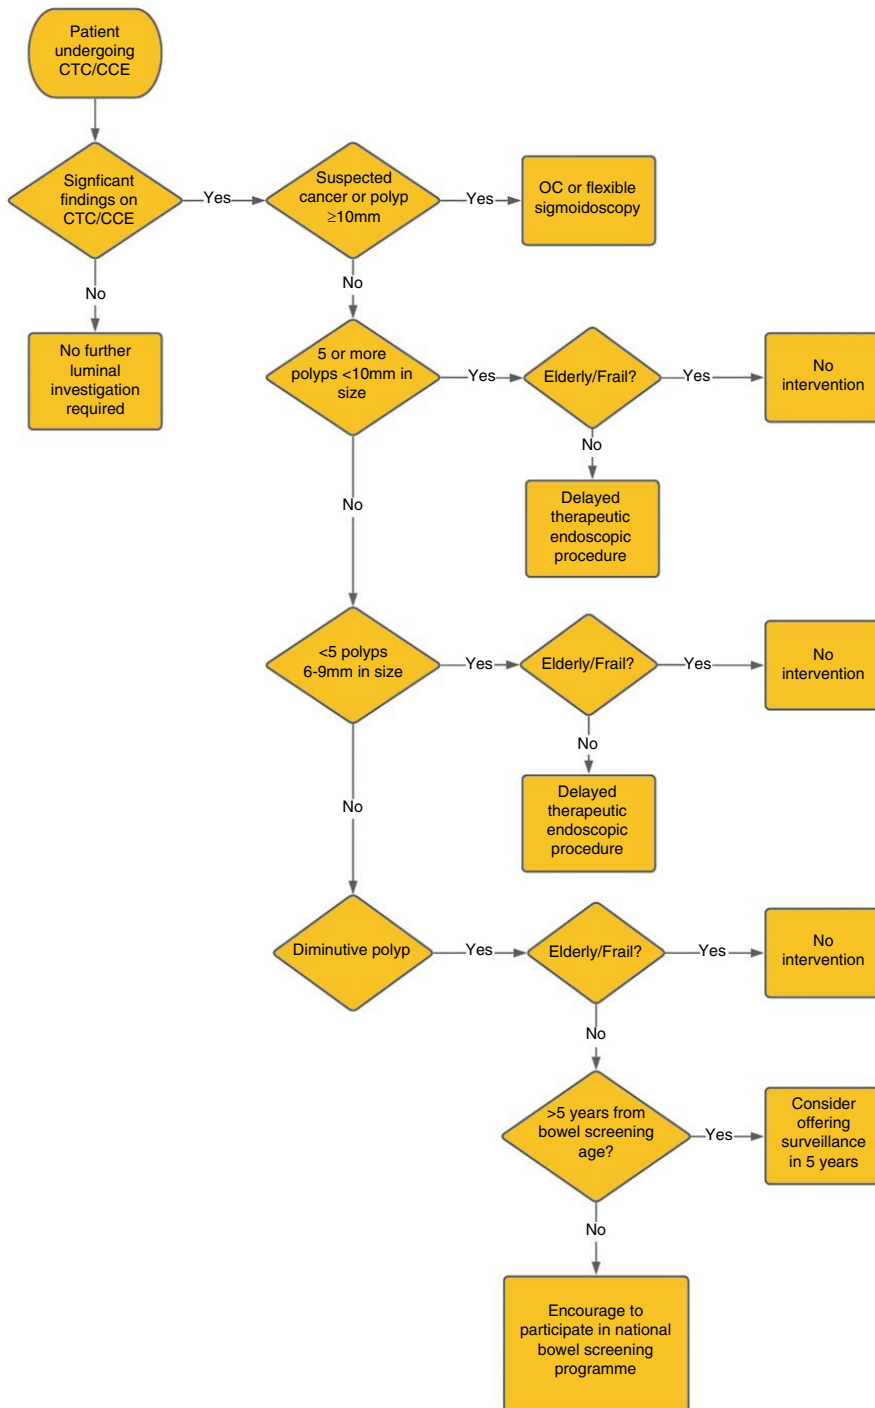 Patient
undergoing
CTC/CCE
Signficant
findings on
CTC/CCE
Yes
Suspected
cancer or polyp
≥10mm
Yes
OC or flexible
sigmoidoscopy
No
No
No further
luminal
investigation
required
5 or more
polyps <10mm in
size
Yes
Elderly/Frail?
Yes
No
intervention
No
Delayed
therapeutic
endoscopic
procedure
No
<5 polyps
6-9mm in size
Yes
Elderly/Frail?
Yes
No
intervention
No
Delayed
therapeutic
endoscopic
procedure
No
Diminutive polyp
Yes
Elderly/Frail?
Yes
No
intervention
No
>5 years from
bowel screening
age?
Yes
Consider
offering
surveillance
in 5 years
No
Encourage to
participate in national
bowel screening
programme